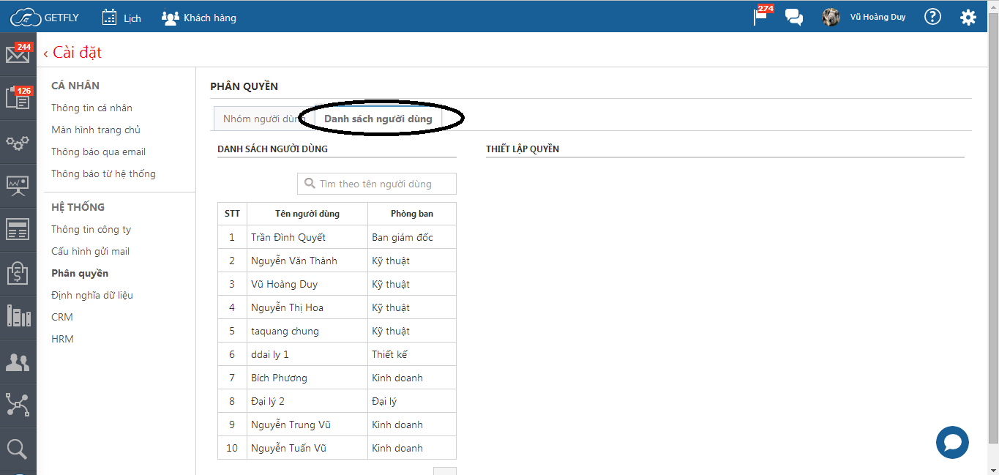 GETFLY
Lịch
Khách hàng
274
Vũ Hoàng Duy
?
244
126
‹ Cài đặt
CÁ NHÂN
Thông tin cá nhân
Màn hình trang chủ
Thông báo qua email
Thông báo từ hệ thống
HỆ THỐNG
Thông tin công ty
Cấu hình gửi mail
Phân quyền
Định nghĩa dữ liệu
CRM
HRM
PHÂN QUYỀN
Nhóm người dùng
Danh sách người dùng
DANH SÁCH NGƯỜI DÙNG
Tìm theo tên người dùng
STT Tên người dùng Phòng ban
1 Trần Đình Quyết Ban giám đốc
2 Nguyễn Văn Thành Kỹ thuật
3 Vũ Hoàng Duy Kỹ thuật
4 Nguyễn Thị Hoa Kỹ thuật
5 taquang chung Kỹ thuật
6 ddai ly 1 Thiết kế
7 Bích Phương Kinh doanh
8 Đại lý 2 Đại lý
9 Nguyễn Trung Vũ Kinh doanh
10 Nguyễn Tuấn Vũ Kinh doanh
THIẾT LẬP QUYỀN